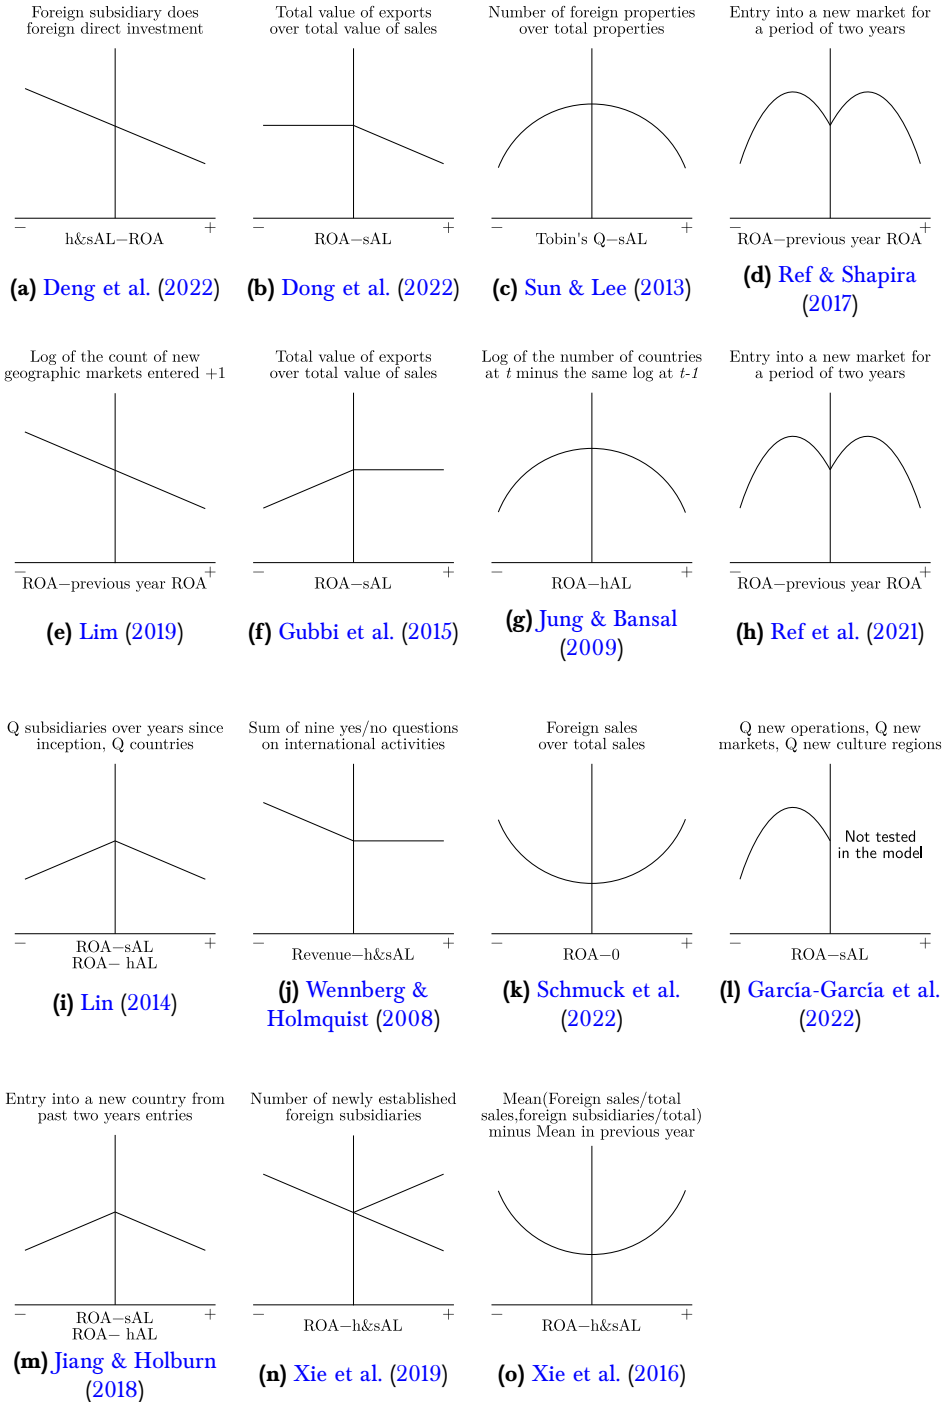 Foreign subsidiary does
foreign direct investment
− +
h&sAL−ROA
(a) Deng et al. (2022)
Total value of exports
over total value of sales
− +
ROA−sAL
(b) Dong et al. (2022)
Number of foreign properties
over total properties
− +
Tobin's Q−sAL
(c) Sun & Lee (2013)
Entry into a new market for
a period of two years
− +
ROA−previous year ROA
(d) Ref & Shapira
(2017)
Log of the count of new
geographic markets entered +1
− +
ROA−previous year ROA
(e) Lim (2019)
Total value of exports
over total value of sales
− +
ROA−sAL
(f) Gubbi et al. (2015)
Log of the number of countries
at t minus the same log at t-1
− +
ROA−hAL
(g) Jung & Bansal
(2009)
Entry into a new market for
a period of two years
− +
ROA−previous year ROA
(h) Ref et al. (2021)
Q subsidiaries over years since
inception, Q countries
− +
ROA−sAL
ROA− hAL
(i) Lin (2014)
Sum of nine yes/no questions
on international activities
− +
Revenue−h&sAL
(j) Wennberg &
Holmquist (2008)
Foreign sales
over total sales
− +
ROA−0
(k) Schmuck et al.
(2022)
Q new operations, Q new
markets, Q new culture regions
Not tested
in the model
− +
ROA−sAL
(l) García-García et al.
(2022)
Entry into a new country from
past two years entries
− +
ROA−sAL
ROA− hAL
(m) Jiang & Holburn
(2018)
Number of newly established
foreign subsidiaries
− +
ROA−h&sAL
(n) Xie et al. (2019)
Mean(Foreign sales/total
sales,foreign subsidiaries/total)
minus Mean in previous year
− +
ROA−h&sAL
(o) Xie et al. (2016)